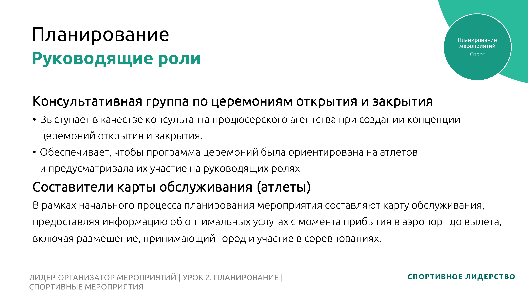 Планирование
Руководящие роли
Планирование
мероприятий
Консультативная группа по церемониям открытия и закрытия
• Выступает в качестве консультанта продюсерского агентства при создании концепции
церемоний открытия и закрытия.
• Обеспечивает, чтобы программа церемоний была ориентирована на атлетов
и предусматривала их участие на руководящих ролях
Составители карты обслуживания (атлеты)
В рамках начального процесса планирования мероприятия составляют карту обслуживания,
предоставляя информацию об оптимальных услугах с момента прибытия в аэропорт до вылета,
включая размещение, принимающий город и участие в соревнованиях.
ЛИДЕР-ОРГАНИЗАТОР МЕРОПРИЯТИЙ | УРОК 2. ПЛАНИРОВАНИЕ |
СПОРТИВНЫЕ МЕРОПРИЯТИЯ
СПОРТИВНОЕ ЛИДЕРСТВО